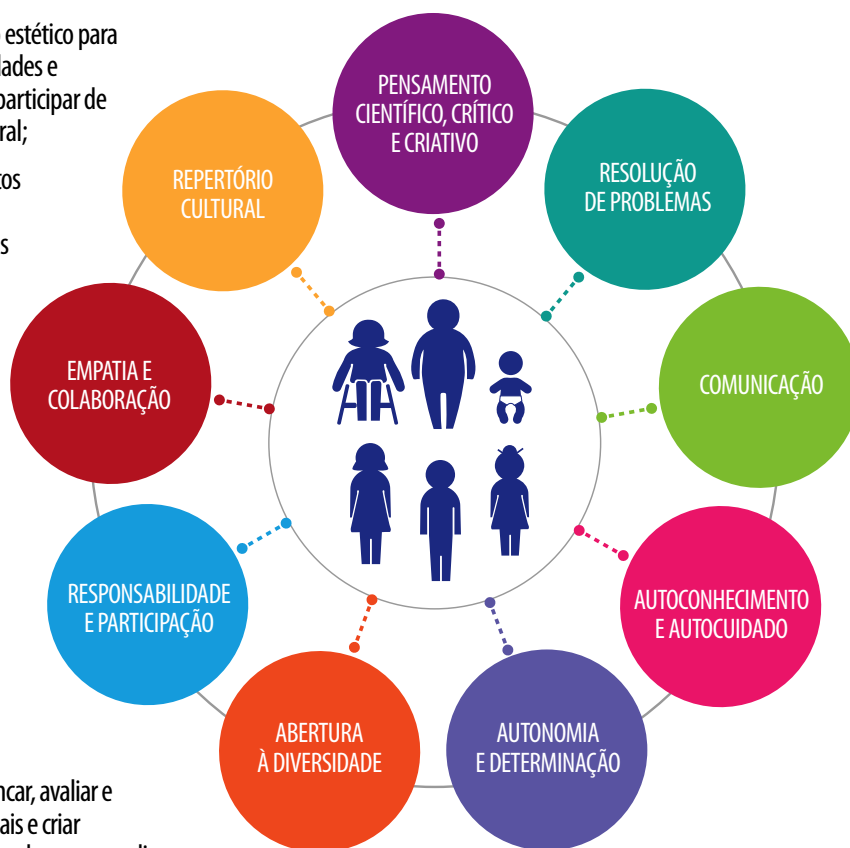 estético para
dades e
participar de
ral;
tos
s
PENSAMENTO
CIENTÍFICO, CRÍTICO
E CRIATIVO
RESOLUÇÃO
DE PROBLEMAS
COMUNICAÇÃO
AUTOCONHECIMENTO
E AUTOCUIDADO
AUTONOMIA
E DETERMINAÇÃO
ABERTURA
À DIVERSIDADE
RESPONSABILIDADE
E PARTICIPAÇÃO
EMPATIA E
COLABORAÇÃO
REPERTÓRIO
CULTURAL
ncar, avaliar e
ais e criar